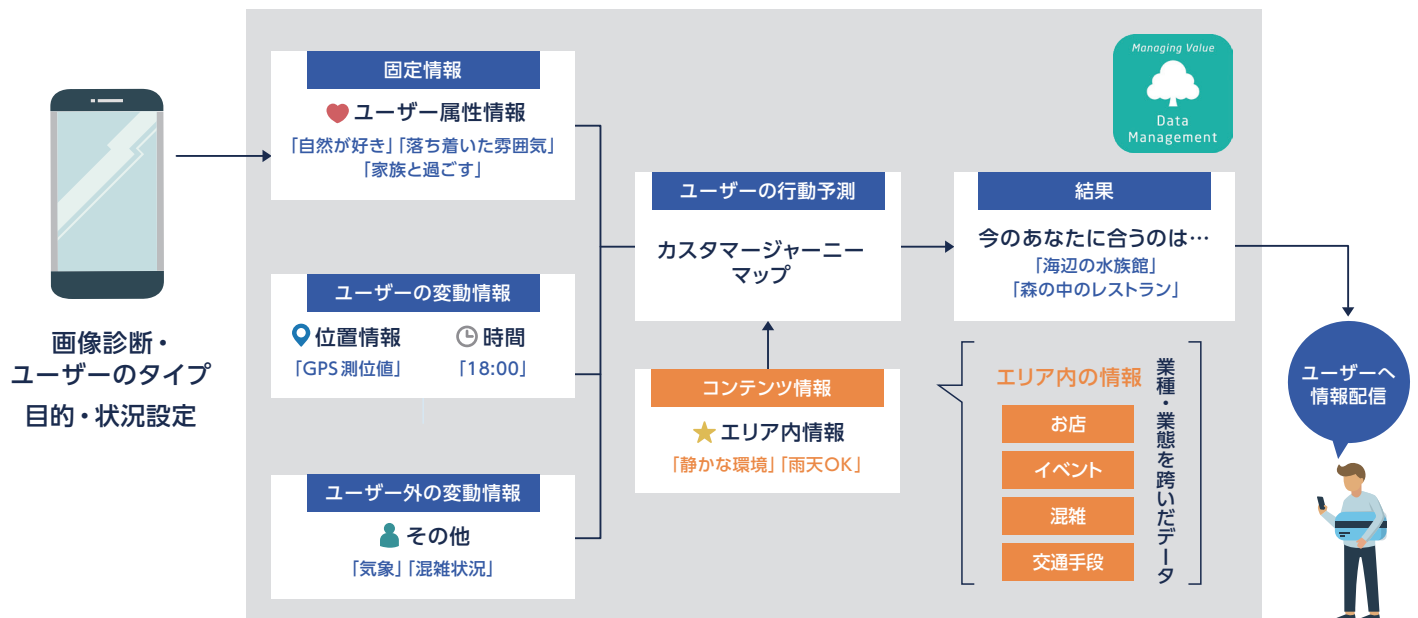 画像診断・
ユーザーのタイプ
目的・状況設定
固定情報
ユーザー属性情報
「自然が好き」「落ち着いた雰囲気」
「家族と過ごす」
ユーザーの変動情報
位置情報
「GPS測位値」
時間
「18:00」
ユーザー外の変動情報
その他
「気象」「混雑状況」
ユーザーの行動予測
カスタマージャーニー
マップ
コンテンツ情報
エリア内情報
「静かな環境」「雨天OK」
Managing Value
Data
Management
結果
今のあなたに合うのは…
「海辺の水族館」
「森の中のレストラン」
エリア内の情報
お店
イベント
混雑
交通手段
業種・業態を跨いだデータ
ユーザーへ
情報配信